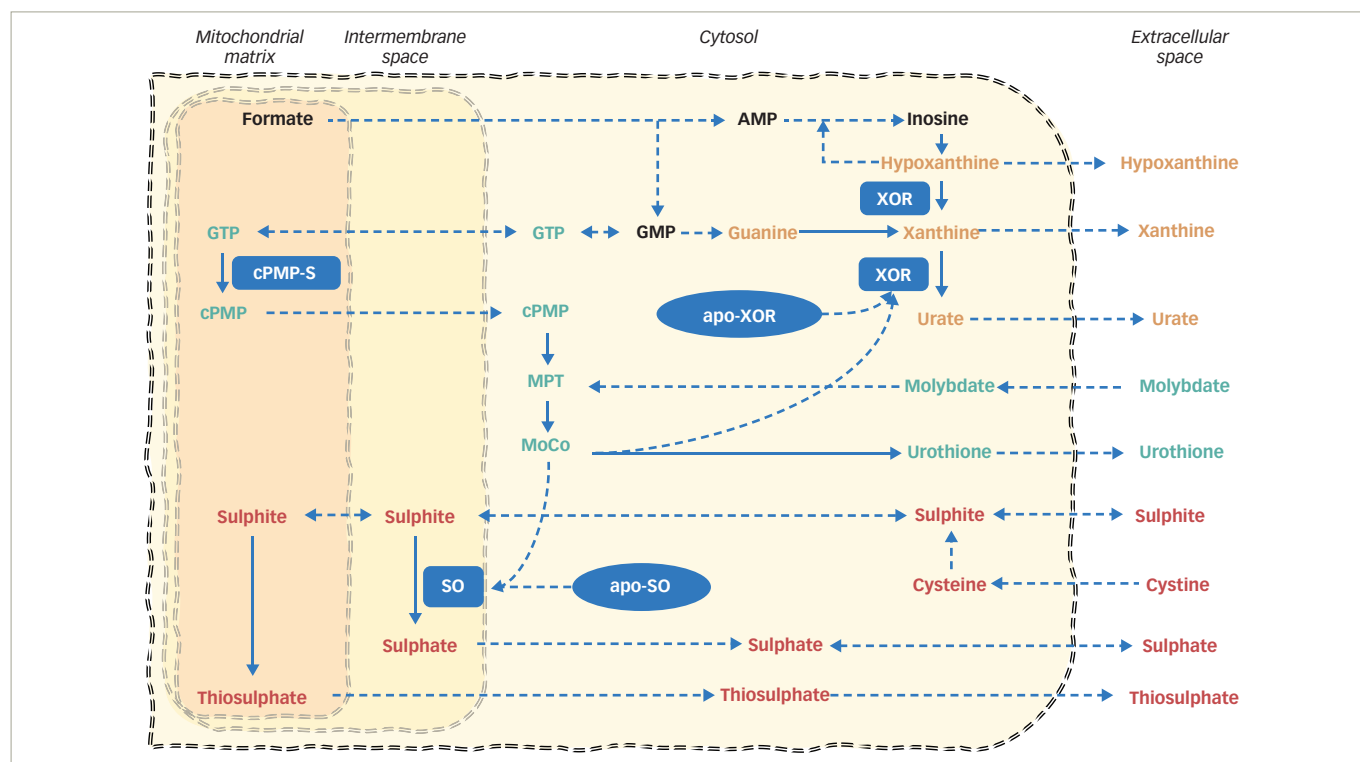 Mitochondrial
matrix
Intermembrane
space
Cytosol
Extracellular
space
Formate
AMP
Inosine
Hypoxanthine
Hypoxanthine
XOR
GTP
GTP
GMP
Guanine
Xanthine
Xanthine
cPMP-S
XOR
cPMP
cPMP
apo-XOR
Urate
Urate
MPT
Molybdate
Molybdate
MoCo
Urothione
Urothione
Sulphite
Sulphite
Sulphite
Sulphite
SO
apo-SO
Cysteine
Cystine
Sulphate
Sulphate
Sulphate
Thiosulphate
Thiosulphate
Thiosulphate